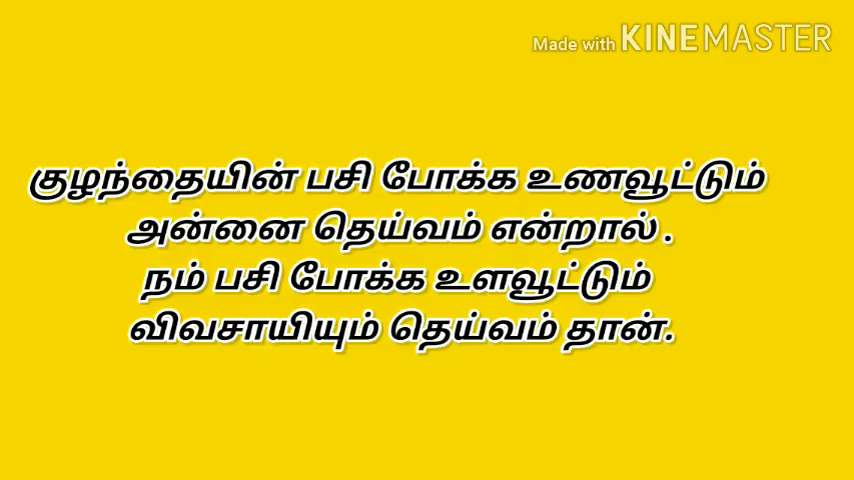 Made with KINEMASTER
குழந்தையின் பசி போக்க உணவூட்டும்
அன்னை தெய்வம் என்றால் .
நம் பசி போக்க உளவூட்டும்
விவசாயியும் தெய்வம் தான்.